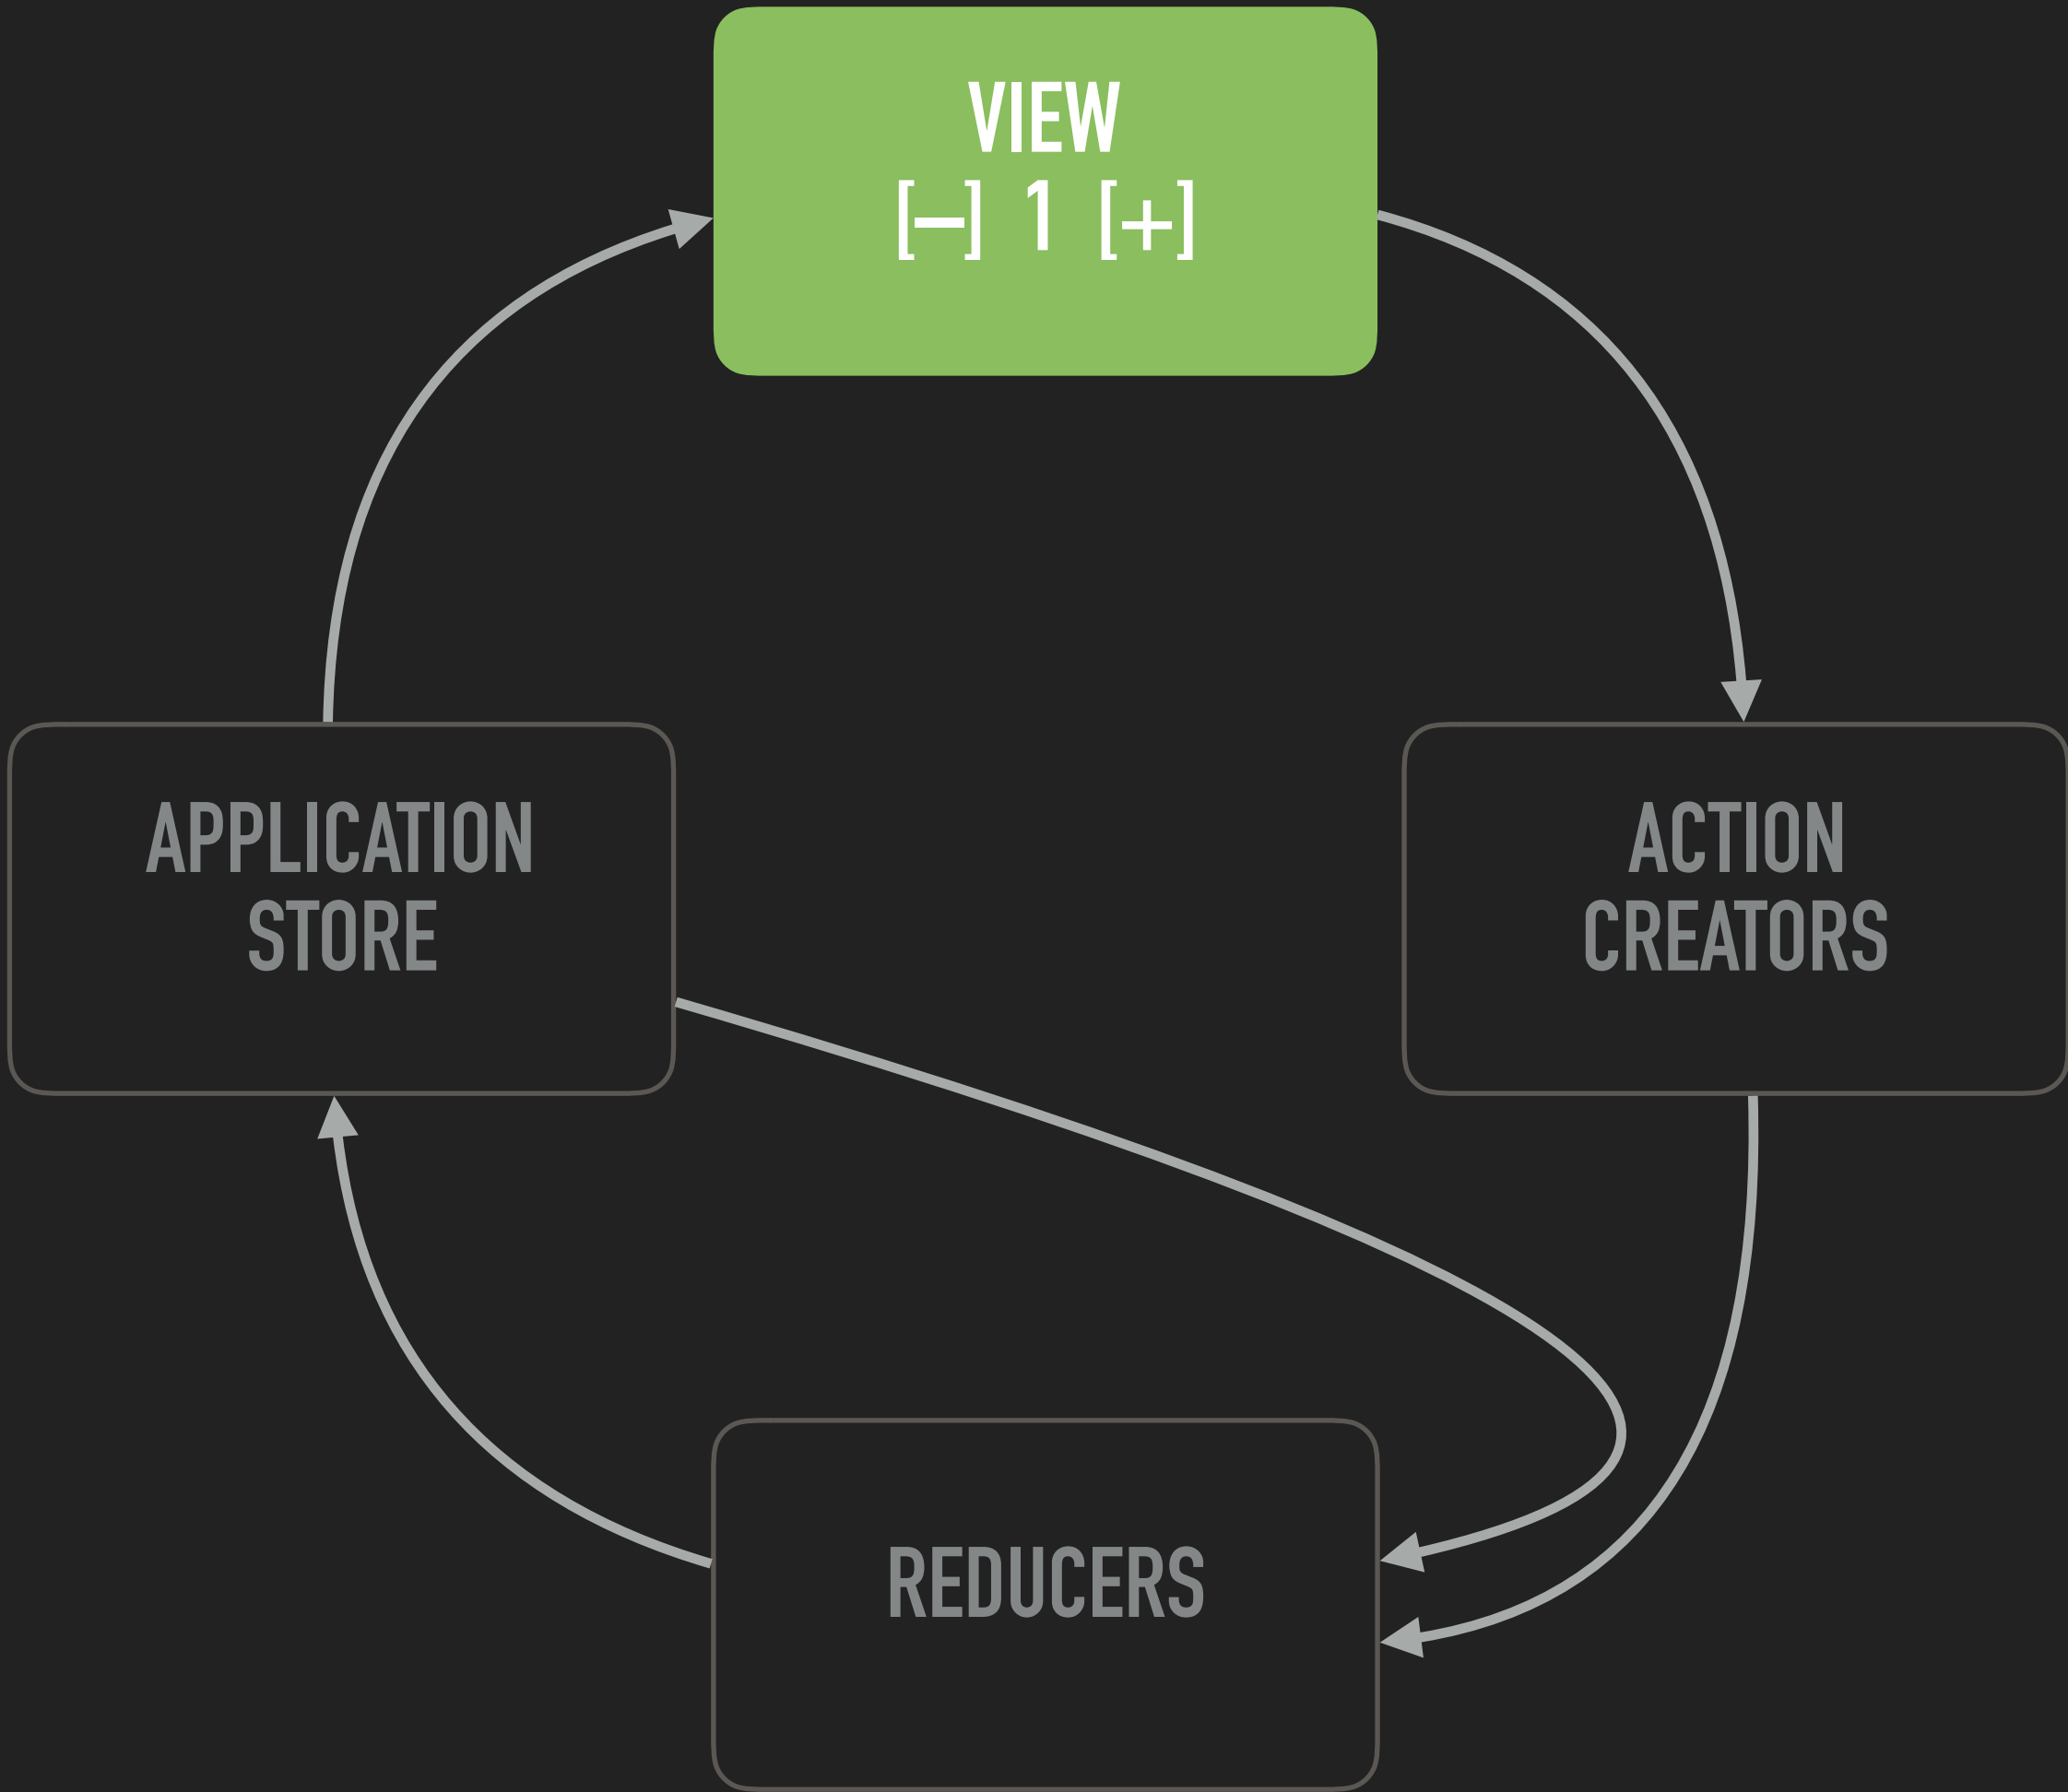 VIEW
[–] 1 [+]
APPLICATION
STORE
ACTION
CREATORS
REDUCERS